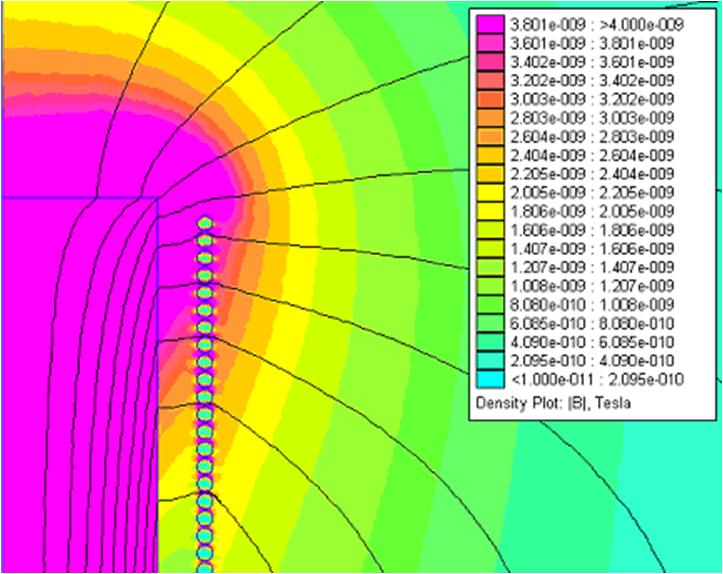 3.801e-009 : >4.000e-009
3.601e-009 : 3.801e-009
3.402e-009 : 3.601e-009
3.202e-009 : 3.402e-009
3.003e-009 : 3.202e-009
2.803e-009 : 3.003e-009
2.604e-009 : 2.803e-009
2.404e-009 : 2.604e-009
2.205e-009 : 2.404e-009
2.005e-009 : 2.205e-009
1.806e-009 : 2.005e-009
1.606e-009 : 1.806e-009
1.407e-009 : 1.606e-009
1.207e-009 : 1.407e-009
1.008e-009 : 1.207e-009
8.080e-010 : 1.008e-009
6.085e-010 : 8.080e-010
4.090e-010 : 6.085e-010
2.095e-010 : 4.090e-010
<1.000e-011 : 2.095e-010
Density Plot: |B|, Tesla